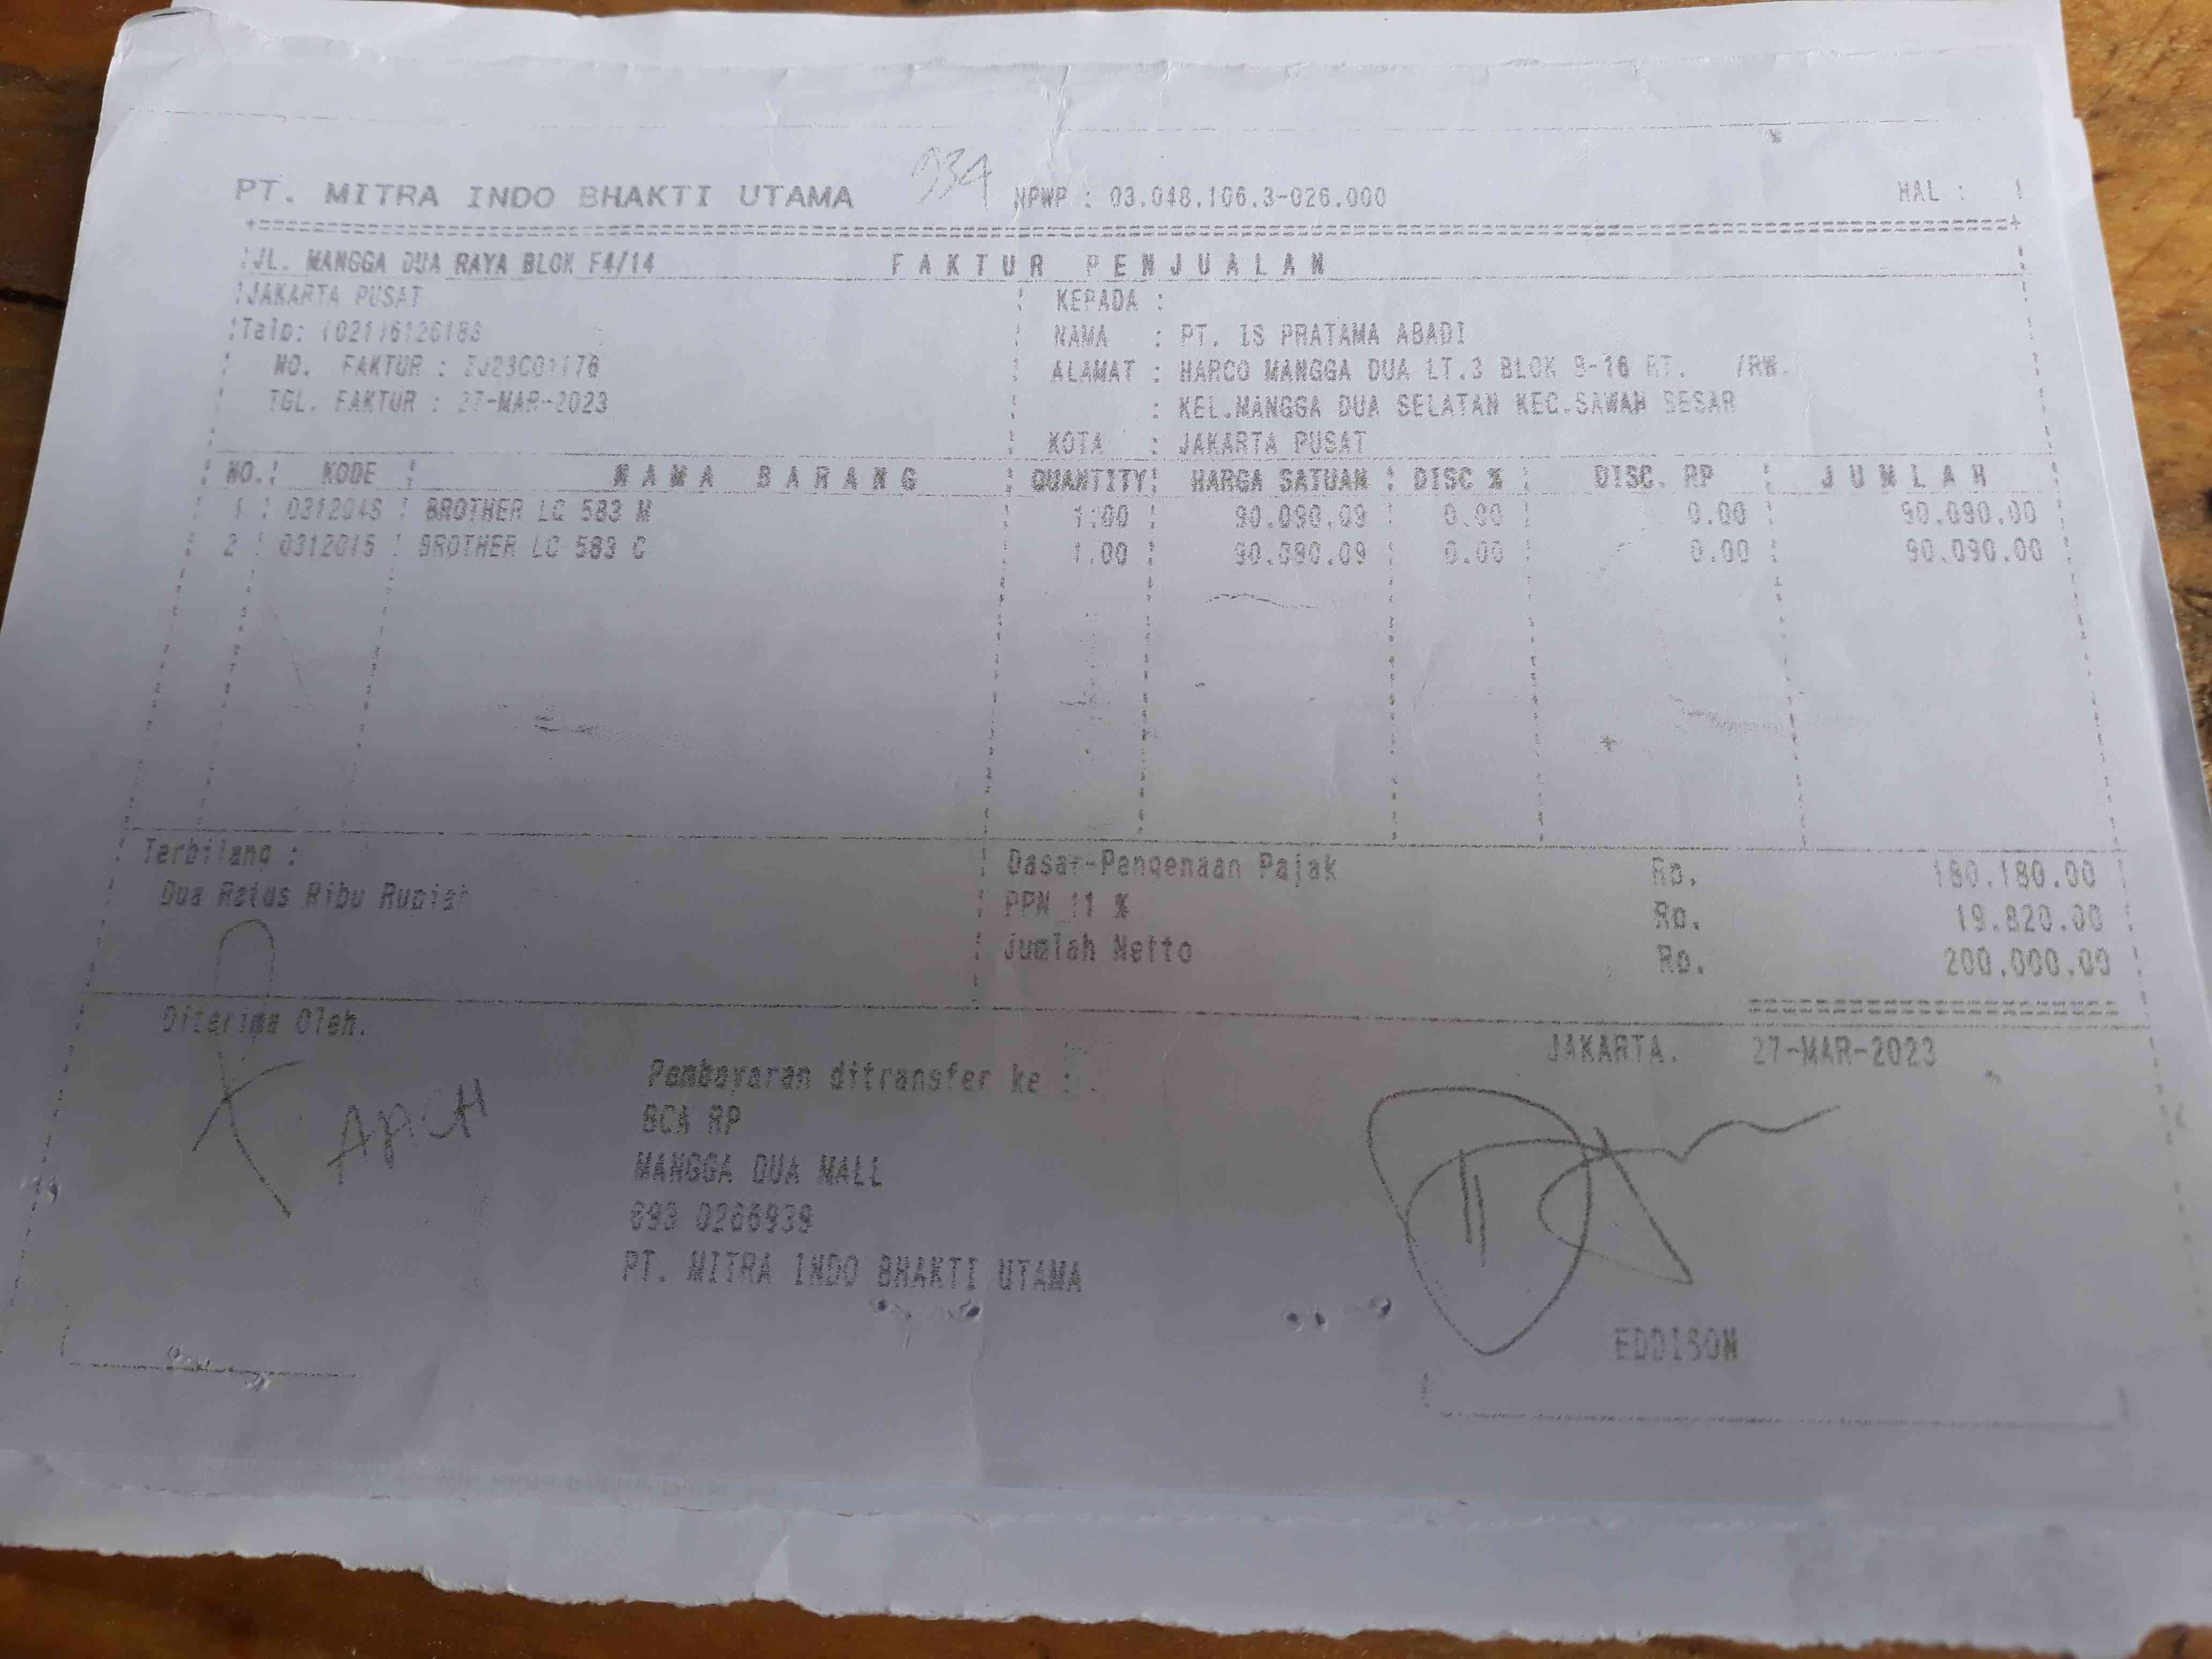 PT. MITRA INDO BHAKTI UTAMA 934 NPWP : 03.048.106.3-026.000 HAL : 1
JL. MANGGA DUA RAYA BLOK F4/14 FAKTUR PENJUALAN
JAKARTA PUSAT KEPADA :
Telp: (021)6126183 NAMA : PT. IS PRATAMA ABADI
NO. FAKTUR : ALAMAT : HARCO MANGGA DUA LT.3 BLOK RT. /RW.
TGL. FAKTUR : 27-MAR-2023 : KEL.MANGGA DUA SELATAN KEC.SAWAH BESAR
KOTA : JAKARTA PUSAT
NO. KODE NAMA BARANG QUANTITY HARGA SATUAN DISC % DISC. RP JUMLAH
1 031204S BROTHER LC 583 M 1.00 90.090.09 0.00 0.00 90.090.00
2 031201S BROTHER LC 583 C 1.00 90.090.09 0.00 0.00 90.090.00
Terbilang : Dasar-Pengenaan Pajak Rp. 180.180.00
Dua Ratus Ribu Rupiah PPN 11 % Rp. 19.820.00
Jumlah Netto Rp. 200.000.00
Diterima Oleh. JAKARTA. 27-MAR-2023
Pembayaran ditransfer ke :
BCA RP
MANGGA DUA MALL
PT. MITRA INDO BHAKTI UTAMA
EDDISON